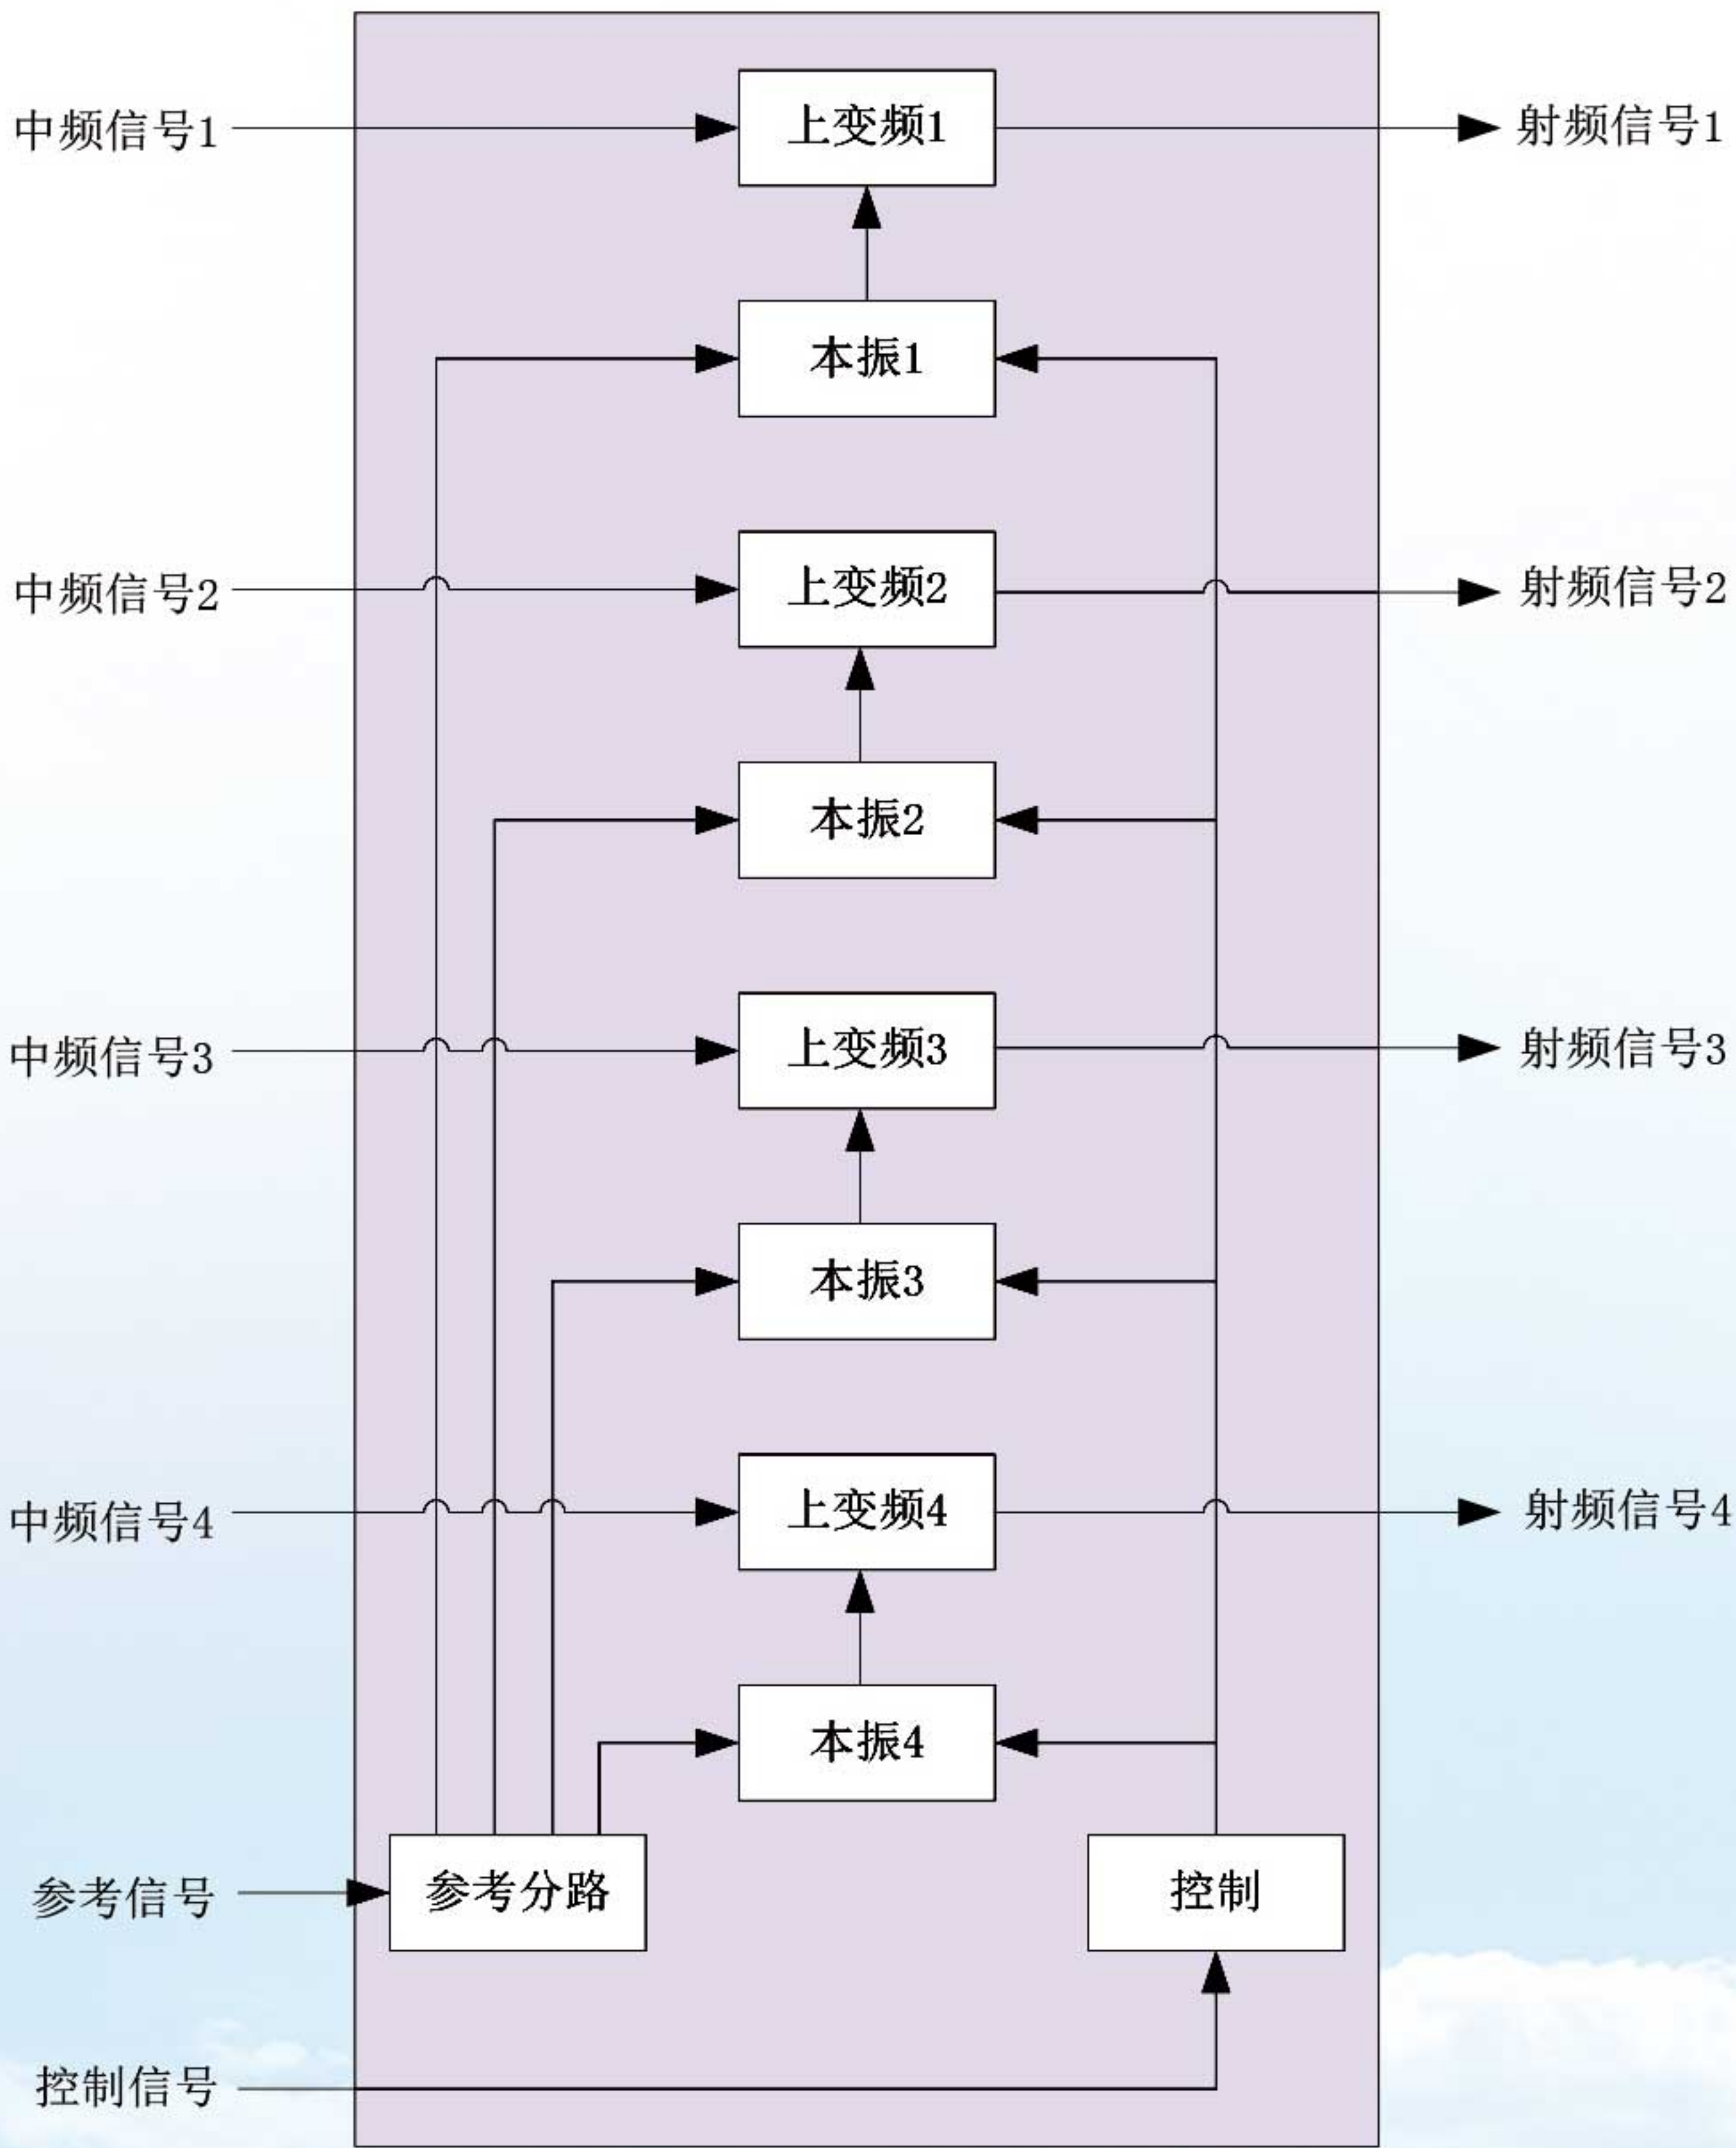 中频信号1
上变频1
射频信号1
本振1
中频信号2
上变频2
射频信号2
本振2
中频信号3
上变频3
射频信号3
本振3
中频信号4
上变频4
射频信号4
本振4
参考信号
参考分路
控制
控制信号